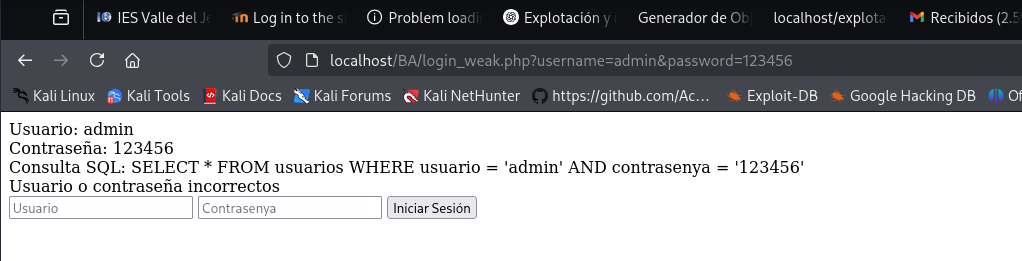 IES Valle del Je
Log in to the s
Problem loadi
Explotación y
Generador de Ob
localhost/explota
Recibidos (2.5
localhost/BA/login_weak.php?username=admin&password=123456
Kali Linux
Kali Tools
Kali Docs
Kali Forums
Kali NetHunter
https://github.com/Ac...
Exploit-DB
Google Hacking DB
Of
Usuario: admin
Contraseña: 123456
Consulta SQL: SELECT * FROM usuarios WHERE usuario = 'admin' AND contrasenya = '123456'
Usuario o contraseña incorrectos
Usuario
Contrasenya
Iniciar Sesión